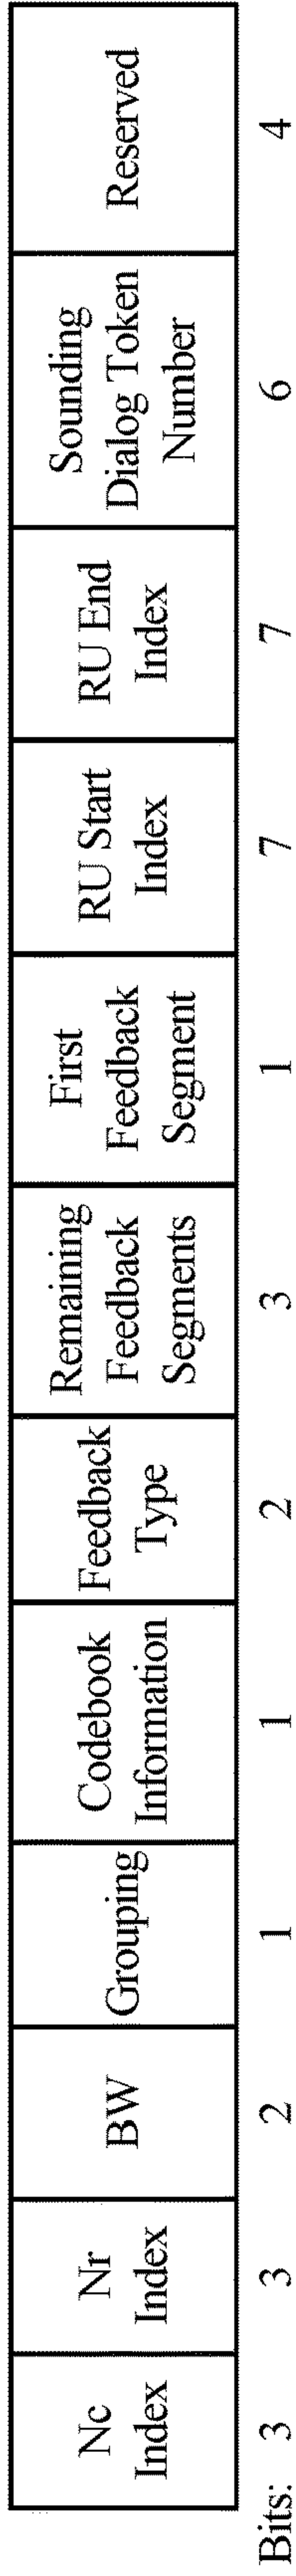 Nc
Index
Nr
Index
BW
Grouping
Codebook
Information
Feedback
Type
Remaining
Feedback
Segments
First
Feedback
Segment
RU Start
Index
RU End
Index
Sounding
Dialog Token
Number
Reserved
Bits: 3 3 2 1 1 2 3 1 7 7 6 4